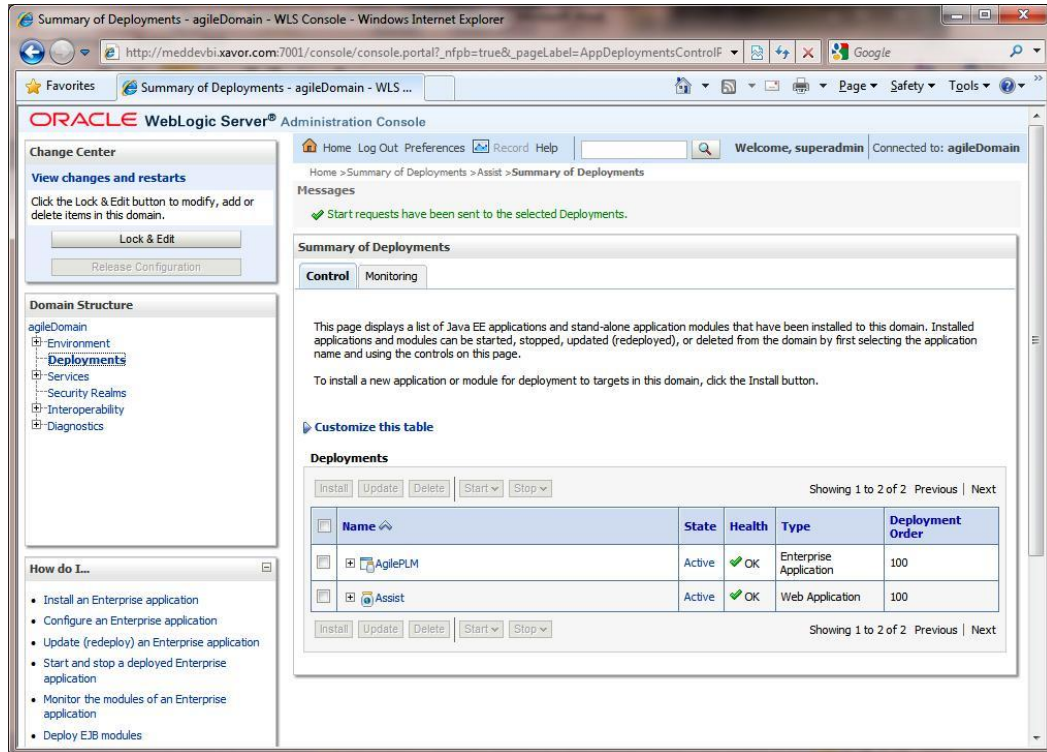 Summary of Deployments - agileDomain - WLS Console - Windows Internet Explorer
http://meddevbi.xavor.com:7001/console/console.portal?_nfpb=true&_pageLabel=AppDeploymentsControlF
Google
Favorites
Summary of Deployments - agileDomain - WLS ...
Page
Safety
Tools
ORACLE WebLogic Server® Administration Console
Change Center
View changes and restarts
Click the Lock & Edit button to modify, add or
delete items in this domain.
Lock & Edit
Release Configuration
Domain Structure
agileDomain
Environment
Deployments
Services
Security Realms
Interoperability
Diagnostics
How do I...
Install an Enterprise application
Configure an Enterprise application
Update (redeploy) an Enterprise application
Start and stop a deployed Enterprise
application
Monitor the modules of an Enterprise
application
Deploy EJB modules
Home Log Out Preferences Record Help
Welcome, superadmin Connected to: agileDomain
Home >Summary of Deployments >Assist >Summary of Deployments
Messages
Start requests have been sent to the selected Deployments.
Summary of Deployments
Control Monitoring
This page displays a list of Java EE applications and stand-alone application modules that have been installed to this domain. Installed
applications and modules can be started, stopped, updated (redeployed), or deleted from the domain by first selecting the application
name and using the controls on this page.
To install a new application or module for deployment to targets in this domain, click the Install button.
Customize this table
Deployments
Install Update Delete Start Stop
Showing 1 to 2 of 2 Previous | Next
Name State Health Type Deployment Order
AgilePLM Active OK Enterprise Application 100
Assist Active OK Web Application 100
Install Update Delete Start Stop
Showing 1 to 2 of 2 Previous | Next